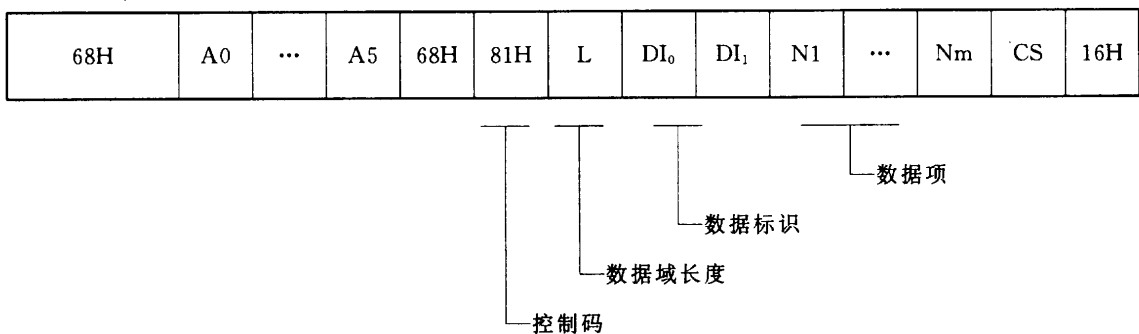 68H A0 … A5 68H 81H L DI₀ DI₁ N1 … Nm CS 16H
数据项
数据标识
数据域长度
控制码